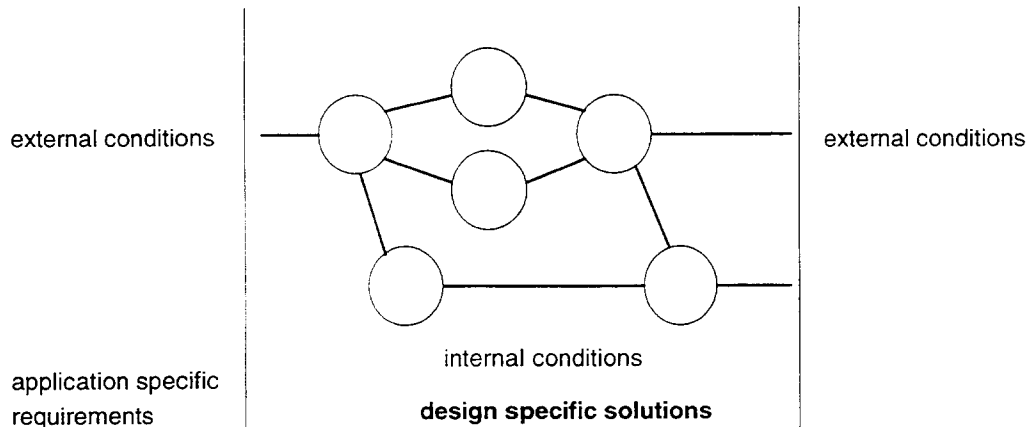 external conditions
external conditions
internal conditions
application specific
requirements
design specific solutions